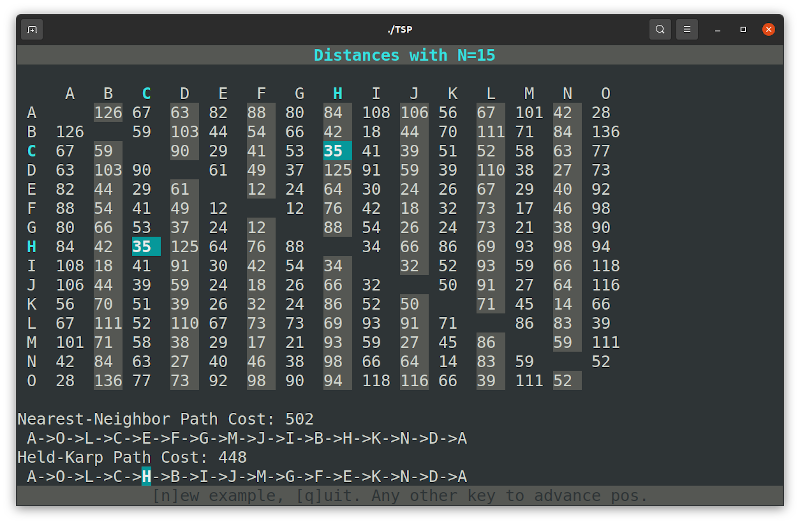 ./TSP
Distances with N=15
A B C D E F G H I J K L M N O
A 126 67 63 82 88 80 84 108 106 56 67 101 42 28
B 126 59 103 44 54 66 42 18 44 70 111 71 84 136
C 67 59 90 29 41 53 35 41 39 51 52 58 63 77
D 63 103 90 61 49 37 125 91 59 39 110 38 27 73
E 82 44 29 61 12 24 64 30 24 26 67 29 40 92
F 88 54 41 49 12 12 76 42 18 32 73 17 46 98
G 80 66 53 37 24 12 88 54 26 24 73 21 38 90
H 84 42 35 125 64 76 88 34 66 86 69 93 98 94
I 108 18 41 91 30 42 54 34 32 52 93 59 66 118
J 106 44 39 59 24 18 26 66 32 50 91 27 64 116
K 56 70 51 39 26 32 24 86 52 50 71 45 14 66
L 67 111 52 110 67 73 73 69 93 91 71 86 83 39
M 101 71 58 38 29 17 21 93 59 27 45 86 59 111
N 42 84 63 27 40 46 38 98 66 64 14 83 59 52
O 28 136 77 73 92 98 90 94 118 116 66 39 111 52
Nearest-Neighbor Path Cost: 502
A->O->L->C->E->F->G->M->J->I->B->H->K->N->D->A
Held-Karp Path Cost: 448
A->O->L->C->H->B->I->J->M->G->F->E->K->N->D->A
[n]ew example, [q]uit. Any other key to advance pos.